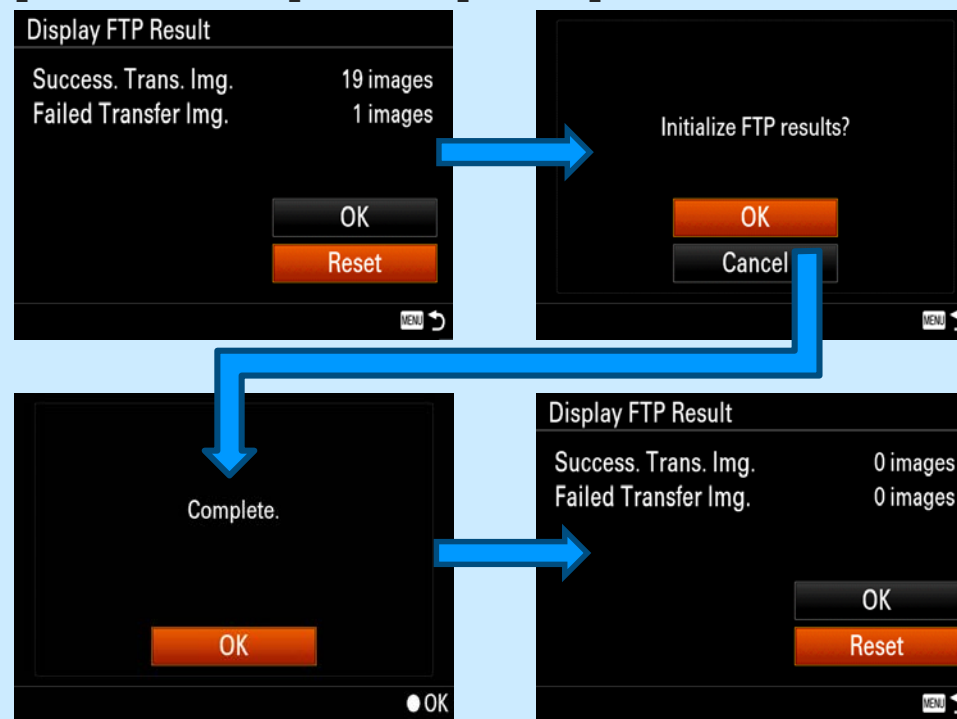 Display FTP Result
Success. Trans. Img. 19 images
Failed Transfer Img. 1 images
OK
Reset
MENU
Initialize FTP results?
OK
Cancel
MENU
Complete.
OK
OK
Display FTP Result
Success. Trans. Img. 0 images
Failed Transfer Img. 0 images
OK
Reset
MENU